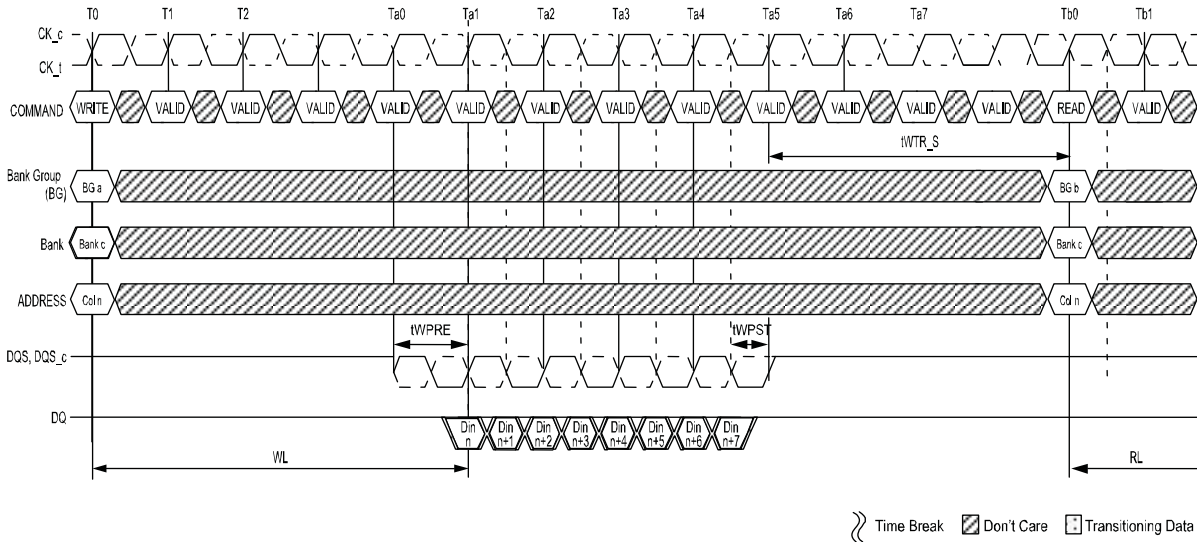 T0 T1 T2 Ta0 Ta1 Ta2 Ta3 Ta4 Ta5 Ta6 Ta7 Tb0 Tb1
CK_c
CK_t
COMMAND WRITE VALID VALID VALID VALID VALID VALID VALID VALID VALID VALID VALID VALID READ VALID
tWTR_S
Bank Group
(BG)
BG a BG b
Bank Bank c Bank c
ADDRESS Col n Col n
tWPRE tWPST
DQS, DQS_c
DQ
Din Din Din Din Din Din Din Din
n n+1 n+2 n+3 n+4 n+5 n+6 n+7
WL RL
Time Break Don't Care Transitioning Data